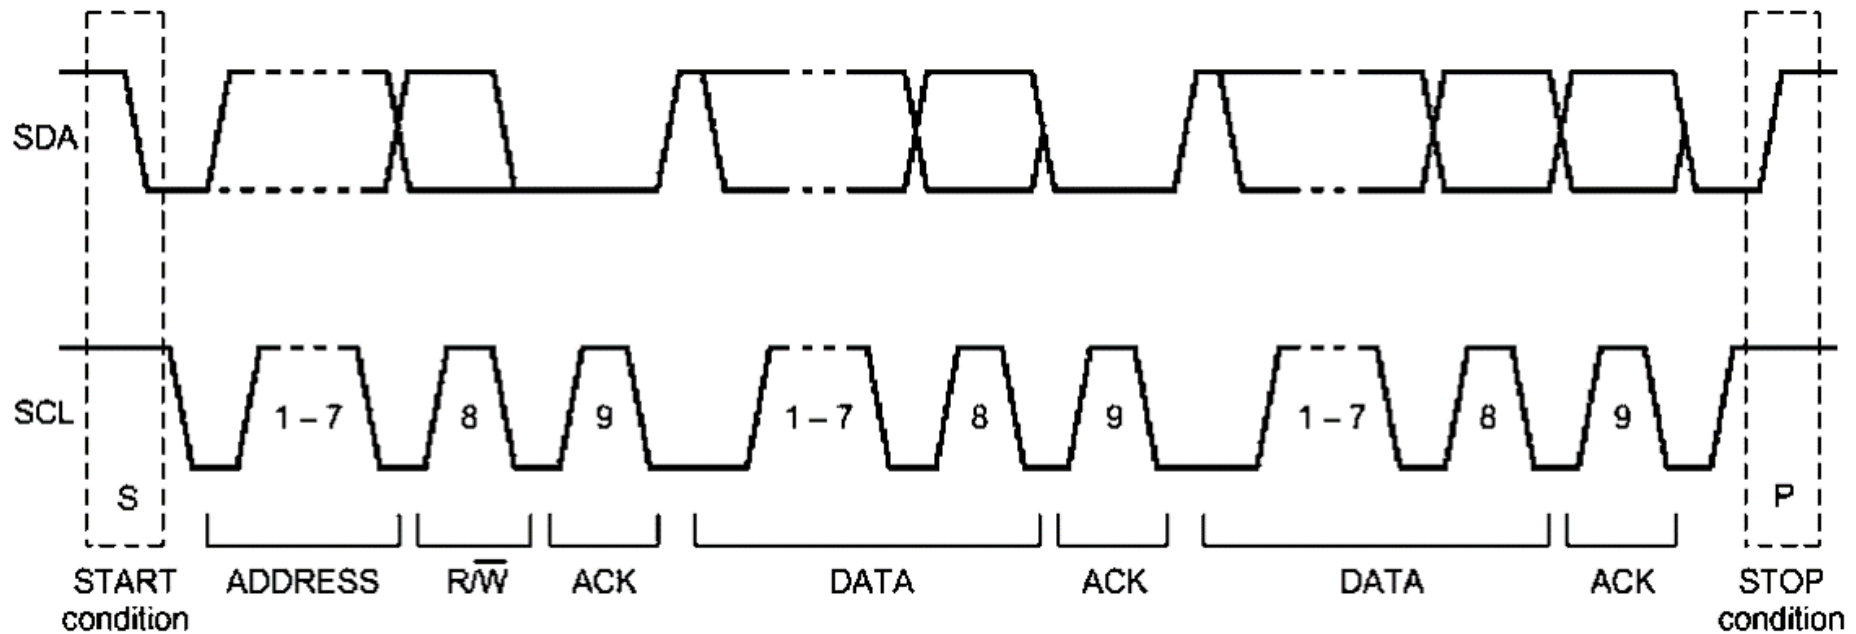 SDA
SCL
1 – 7
8
9
1 – 7
8
9
1 – 7
8
9
S
P
START
condition
ADDRESS
R/W̅
ACK
DATA
ACK
DATA
ACK
STOP
condition